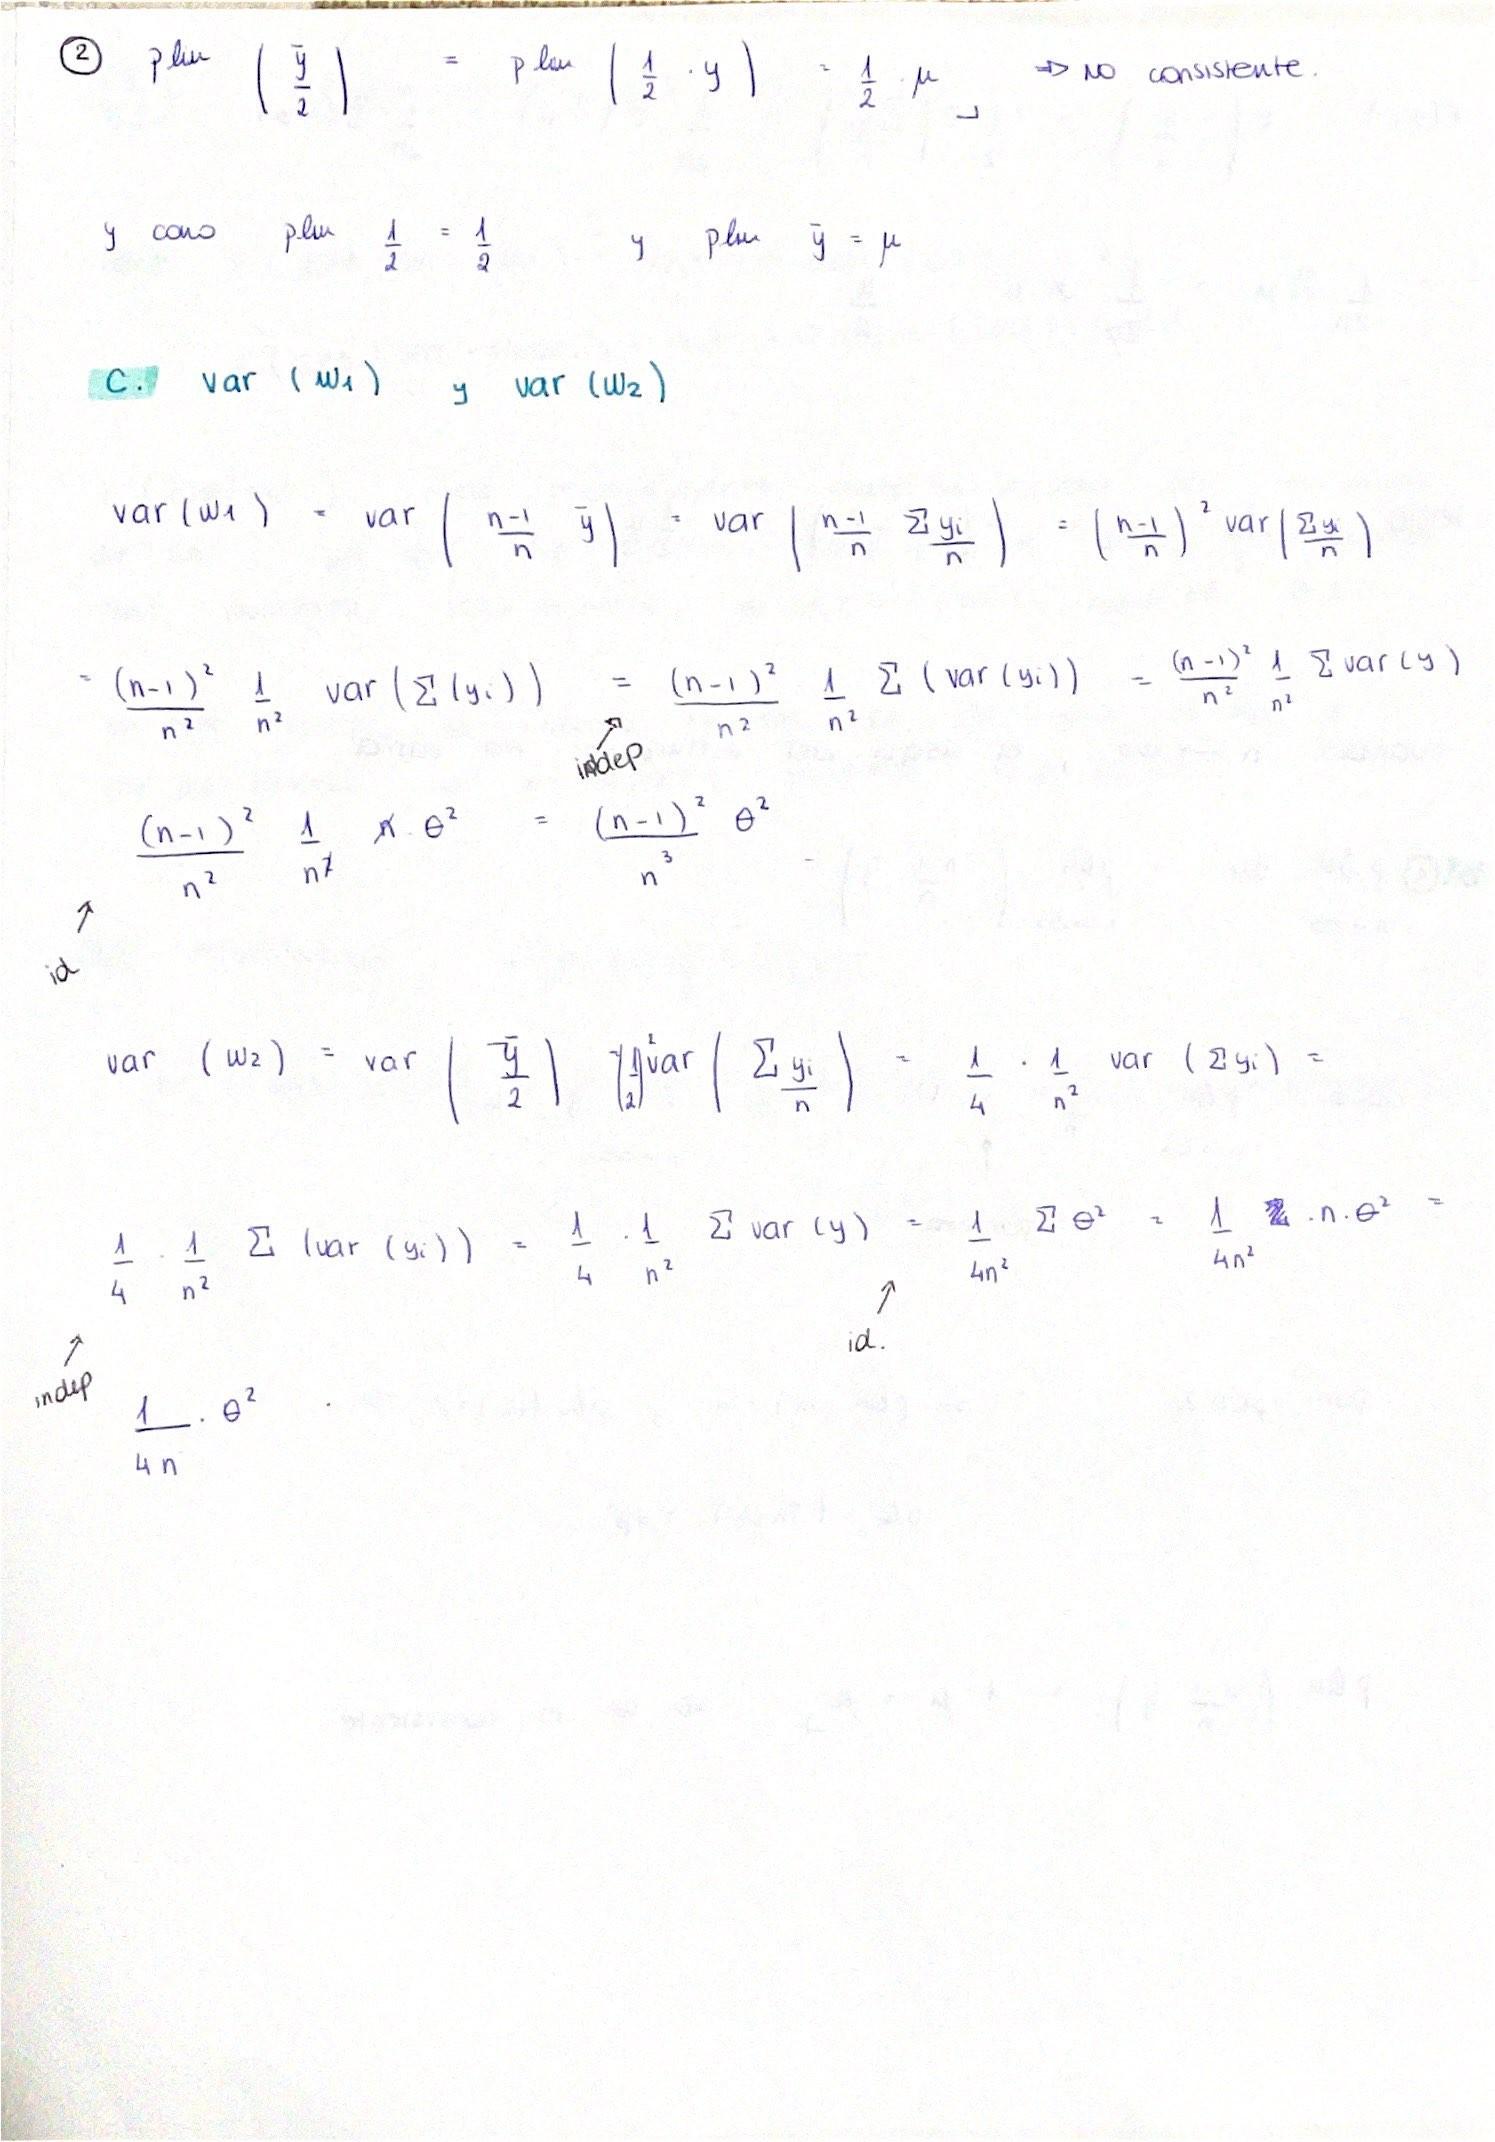 ② plim (ȳ/2) = plim (1/2 · y) = 1/2 · μ ⇒ NO consistente.
y como plim 1/2 = 1/2 y plim ȳ = μ
C. var (W1) y var (W2)
var (W1) = var ( n-1/n ȳ ) = var ( n-1/n Σ yi/n ) = ( n-1/n )² var ( Σyi/n )
= (n-1)²/n² 1/n² var (Σ(yi)) = (n-1)²/n² 1/n² Σ (var (yi)) = (n-1)²/n² 1/n² Σ var (y)
indep
(n-1)²/n² 1/n² n · θ² = (n-1)²/n³ θ²
id
var (W2) = var ( ȳ/2 ) = (1/2)² var ( Σ yi/n ) = 1/4 · 1/n² var (Σ yi) =
1/4 · 1/n² Σ (var (yi)) = 1/4 · 1/n² Σ var (y) = 1/4n² Σ θ² = 1/4n² · n · θ² =
indep id.
1/4n · θ²